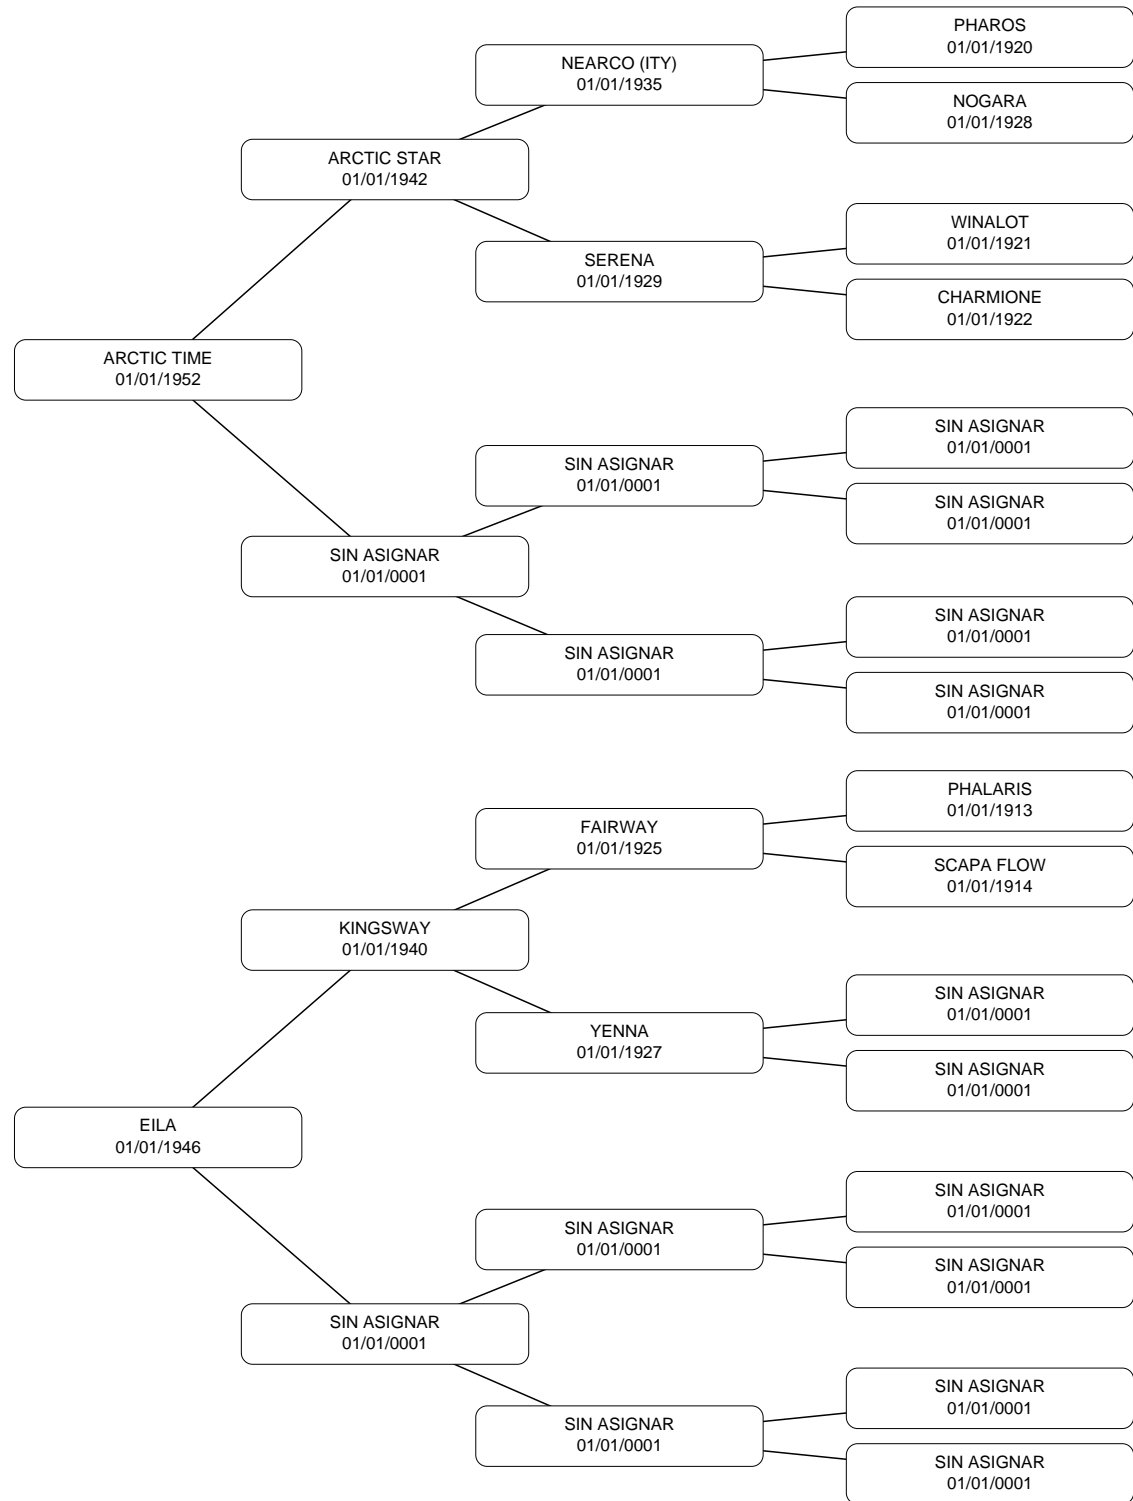 PHAROS
01/01/1920
NEARCO (ITY)
01/01/1935
NOGARA
01/01/1928
ARCTIC STAR
01/01/1942
WINALOT
01/01/1921
SERENA
01/01/1929
CHARMIONE
01/01/1922
ARCTIC TIME
01/01/1952
SIN ASIGNAR
01/01/0001
SIN ASIGNAR
01/01/0001
SIN ASIGNAR
01/01/0001
SIN ASIGNAR
01/01/0001
SIN ASIGNAR
01/01/0001
SIN ASIGNAR
01/01/0001
SIN ASIGNAR
01/01/0001
PHALARIS
01/01/1913
FAIRWAY
01/01/1925
SCAPA FLOW
01/01/1914
KINGSWAY
01/01/1940
SIN ASIGNAR
01/01/0001
YENNA
01/01/1927
SIN ASIGNAR
01/01/0001
EILA
01/01/1946
SIN ASIGNAR
01/01/0001
SIN ASIGNAR
01/01/0001
SIN ASIGNAR
01/01/0001
SIN ASIGNAR
01/01/0001
SIN ASIGNAR
01/01/0001
SIN ASIGNAR
01/01/0001
SIN ASIGNAR
01/01/0001